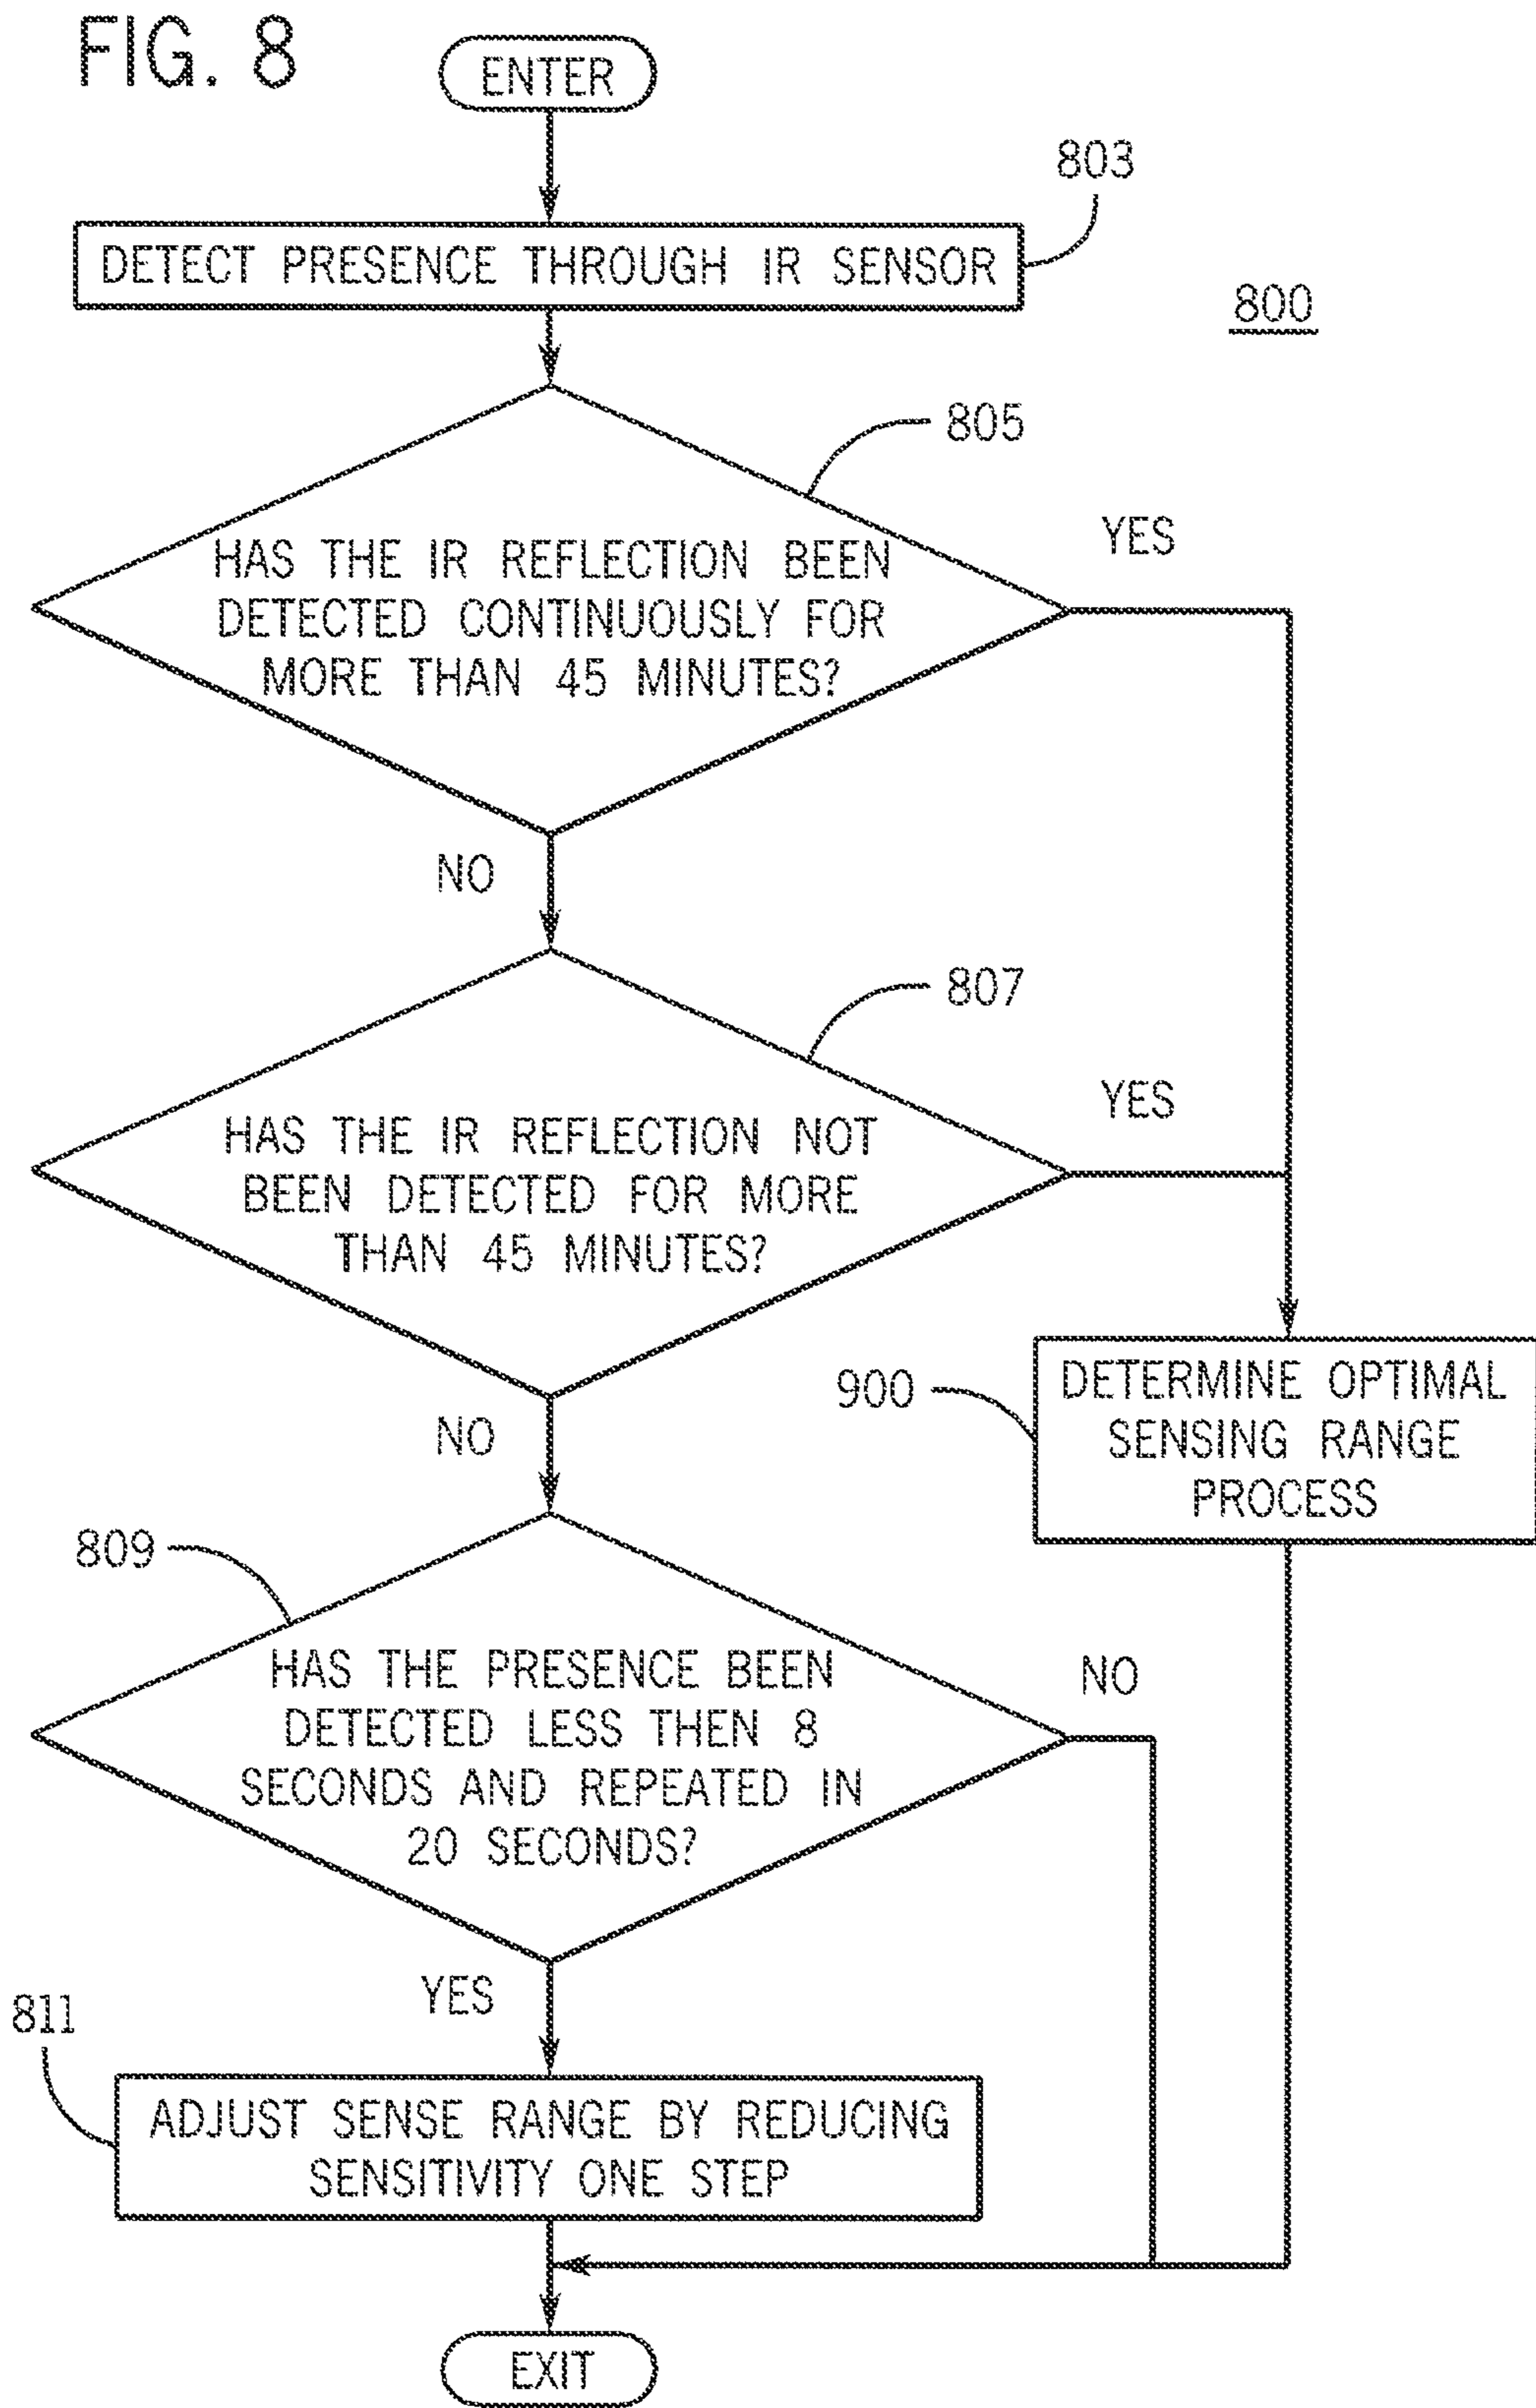 FIG. 8
ENTER
803
DETECT PRESENCE THROUGH IR SENSOR
800
805
HAS THE IR REFLECTION BEEN
DETECTED CONTINUOUSLY FOR
MORE THAN 45 MINUTES?
YES
NO
807
HAS THE IR REFLECTION NOT
BEEN DETECTED FOR MORE
THAN 45 MINUTES?
YES
NO
900
DETERMINE OPTIMAL
SENSING RANGE
PROCESS
809
HAS THE PRESENCE BEEN
DETECTED LESS THEN 8
SECONDS AND REPEATED IN
20 SECONDS?
NO
YES
811
ADJUST SENSE RANGE BY REDUCING
SENSITIVITY ONE STEP
EXIT